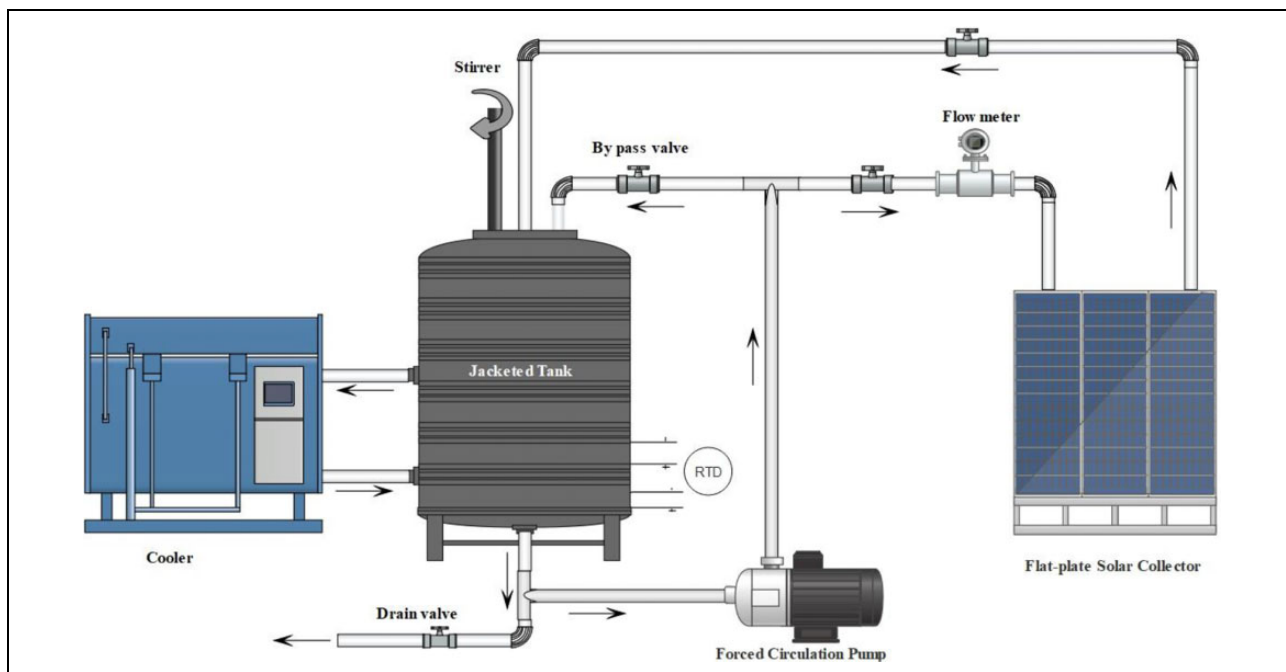 Stirrer
Flow meter
By pass valve
Jacketed Tank
RTD
Cooler
Flat-plate Solar Collector
Drain valve
Forced Circulation Pump